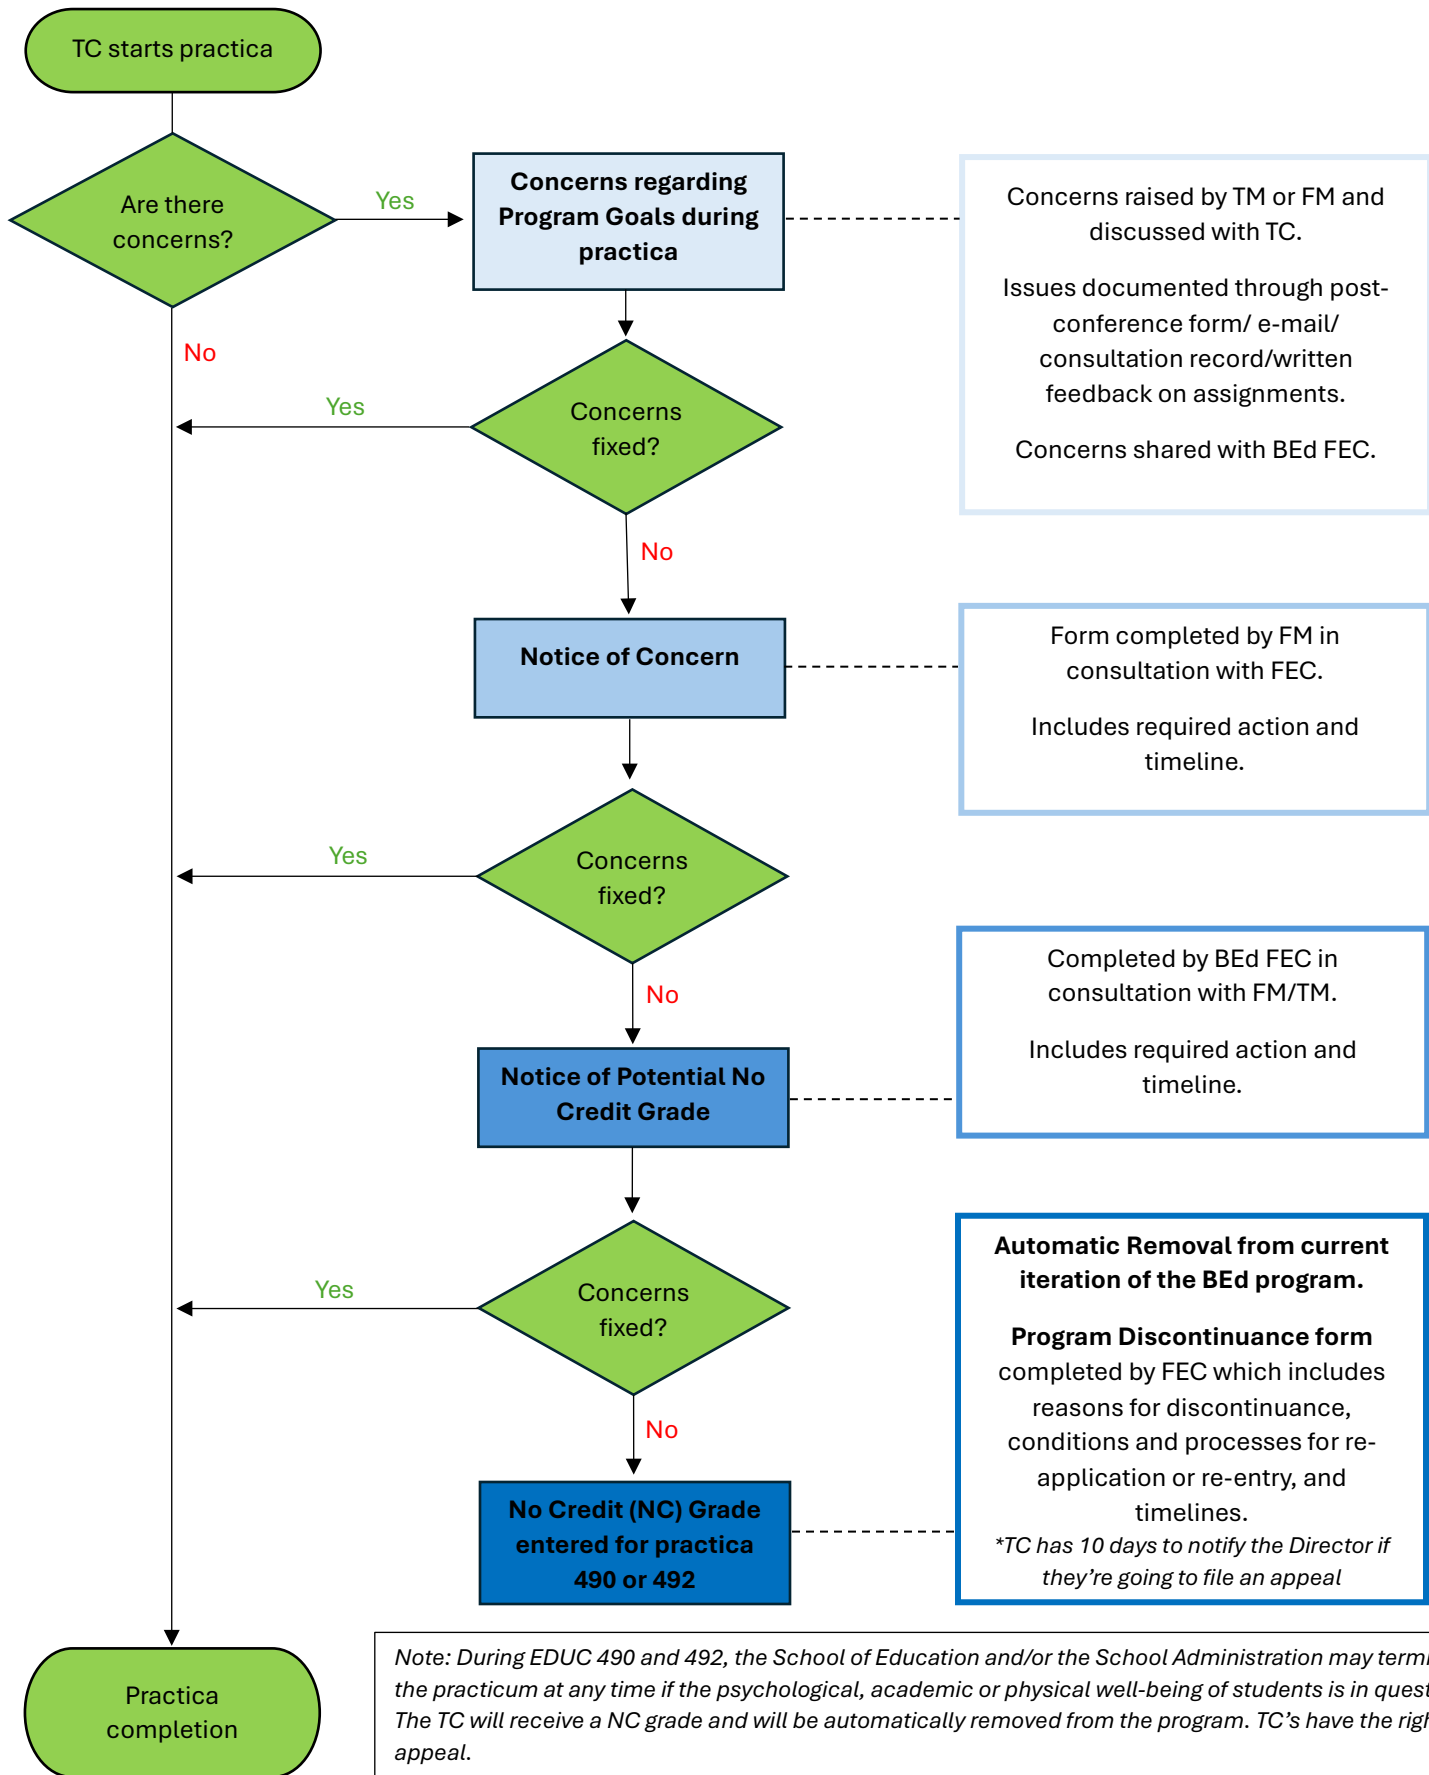 TC starts practica
Are there
concerns?
Yes
Concerns regarding
Program Goals during
practica
Concerns raised by TM or FM and
discussed with TC.
Issues documented through post-
conference form/ e-mail/
consultation record/written
feedback on assignments.
Concerns shared with BEd FEC.
No
Yes
Concerns
fixed?
No
Notice of Concern
Form completed by FM in
consultation with FEC.
Includes required action and
timeline.
Yes
Concerns
fixed?
No
Completed by BEd FEC in
consultation with FM/TM.
Includes required action and
timeline.
Notice of Potential No
Credit Grade
Yes
Concerns
fixed?
No
Automatic Removal from current
iteration of the BEd program.
Program Discontinuance form
completed by FEC which includes
reasons for discontinuance,
conditions and processes for re-
application or re-entry, and
timelines.
*TC has 10 days to notify the Director if
they're going to file an appeal
No Credit (NC) Grade
entered for practica
490 or 492
Practica
completion
Note: During EDUC 490 and 492, the School of Education and/or the School Administration may
the practicum at any time if the psychological, academic or physical well-being of students is in
The TC will receive a NC grade and will be automatically removed from the program. TC's have the
appeal.